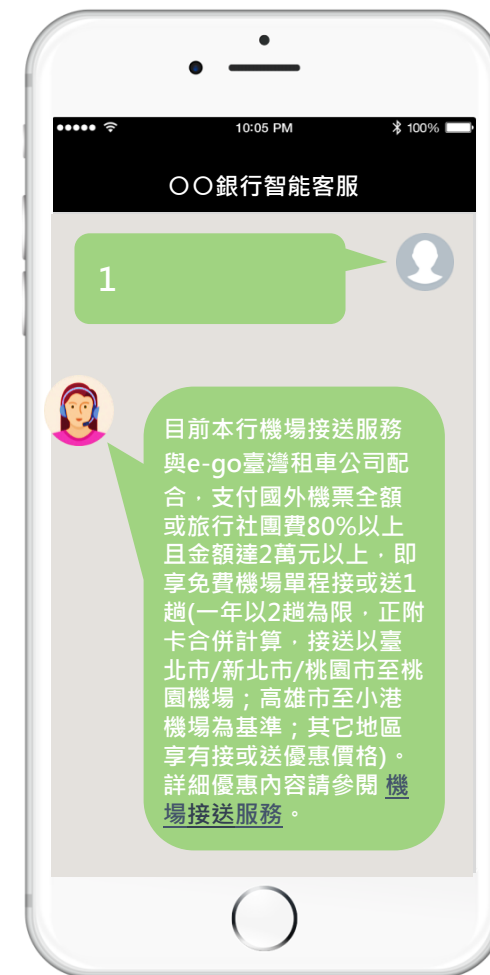 10:05 PM
100%
〇〇銀行智能客服
1
目前本行機場接送服務
與e-go臺灣租車公司配
合，支付國外機票全額
或旅行社團費80%以上
且金額達2萬元以上，即
享免費機場單程接或送1
趟(一年以2趟為限，正附
卡合併計算，接送以臺
北市/新北市/桃園市至桃
園機場；高雄市至小港
機場為基準；其它地區
享有接或送優惠價格)。
詳細優惠內容請參閱 機
場接送服務。